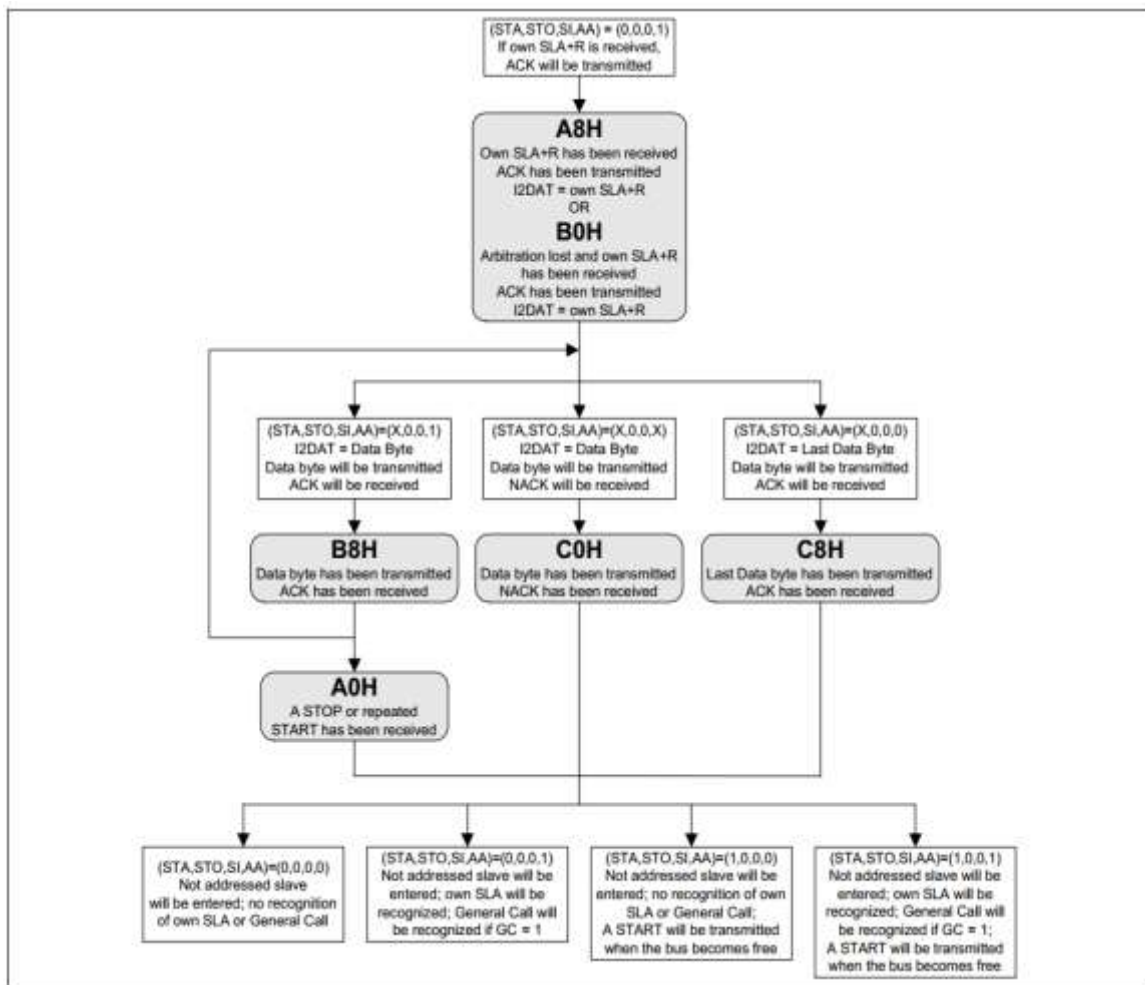 (STA,STO,SI,AA) = (0,0,0,1)
If own SLA+R is received,
ACK will be transmitted
A8H
Own SLA+R has been received
ACK has been transmitted
I2DAT = own SLA+R
OR
B0H
Arbitration lost and own SLA+R
has been received
ACK has been transmitted
I2DAT = own SLA+R
(STA,STO,SI,AA)=(X,0,0,1)
I2DAT = Data Byte
Data byte will be transmitted
ACK will be received
(STA,STO,SI,AA)=(X,0,0,X)
I2DAT = Data Byte
Data byte will be transmitted
NACK will be received
(STA,STO,SI,AA)=(X,0,0,0)
I2DAT = Last Data Byte
Data byte will be transmitted
ACK will be received
B8H
Data byte has been transmitted
ACK has been received
C0H
Data byte has been transmitted
NACK has been received
C8H
Last Data byte has been transmitted
ACK has been received
A0H
A STOP or repeated
START has been received
(STA,STO,SI,AA)=(0,0,0,0)
Not addressed slave
will be entered; no recognition
of own SLA or General Call
(STA,STO,SI,AA)=(0,0,0,1)
Not addressed slave will be
entered; own SLA will be
recognized; General Call will
be recognized if GC = 1
(STA,STO,SI,AA)=(1,0,0,0)
Not addressed slave will be
entered; no recognition of own
SLA or General Call;
A START will be transmitted
when the bus becomes free
(STA,STO,SI,AA)=(1,0,0,1)
Not addressed slave will be
entered; own SLA will be
recognized; General Call will
be recognized if GC = 1;
A START will be transmitted
when the bus becomes free